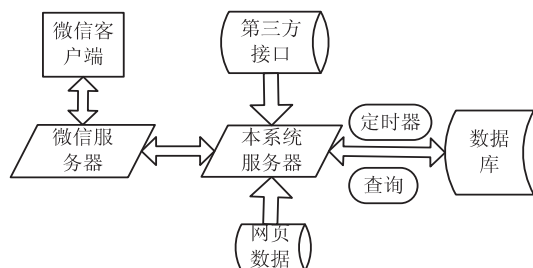 微信客
户端
第三方
接口
微信服
务器
本系统
服务器
定时器
查询
数据
库
网页
数据